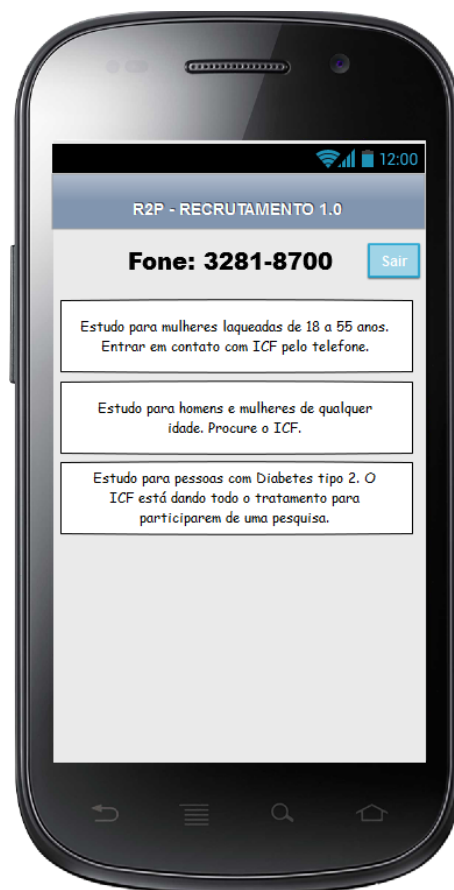 12:00
R2P - RECRUTAMENTO 1.0
Fone: 3281-8700
Sair
Estudo para mulheres laqueadas de 18 a 55 anos.
Entrar em contato com ICF pelo telefone.
Estudo para homens e mulheres de qualquer
idade. Procure o ICF.
Estudo para pessoas com Diabetes tipo 2. O
ICF está dando todo o tratamento para
participarem de uma pesquisa.